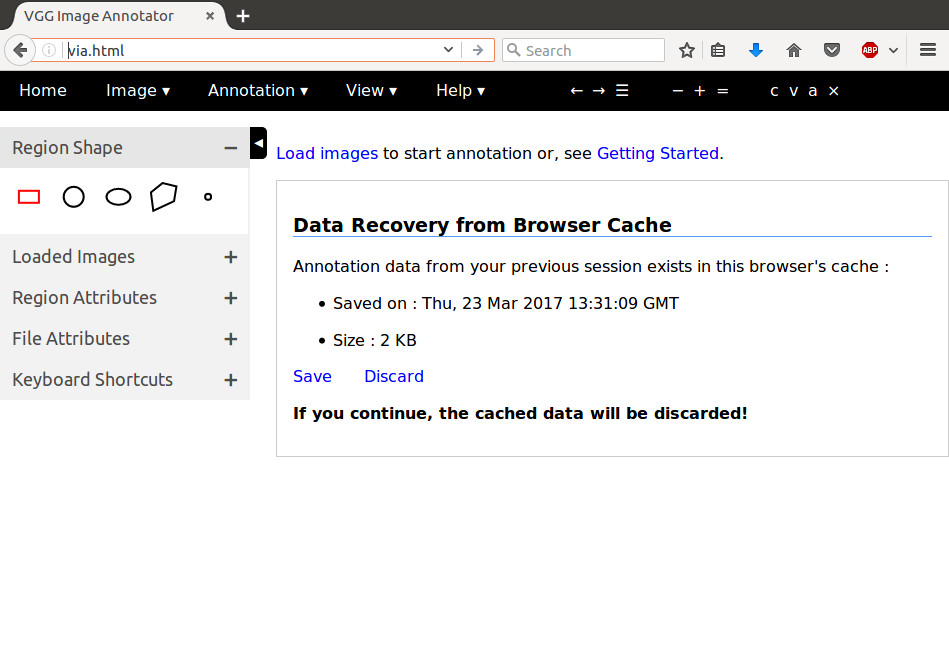 VGG Image Annotator × +
via.html Search ABP
Home Image ▾ Annotation ▾ View ▾ Help ▾ ← → ☰ − + = c v a ×
Region Shape −
◀
Load images to start annotation or, see Getting Started.
Data Recovery from Browser Cache
Loaded Images +
Annotation data from your previous session exists in this browser's cache :
Region Attributes +
• Saved on : Thu, 23 Mar 2017 13:31:09 GMT
File Attributes +
• Size : 2 KB
Keyboard Shortcuts +
Save Discard
If you continue, the cached data will be discarded!